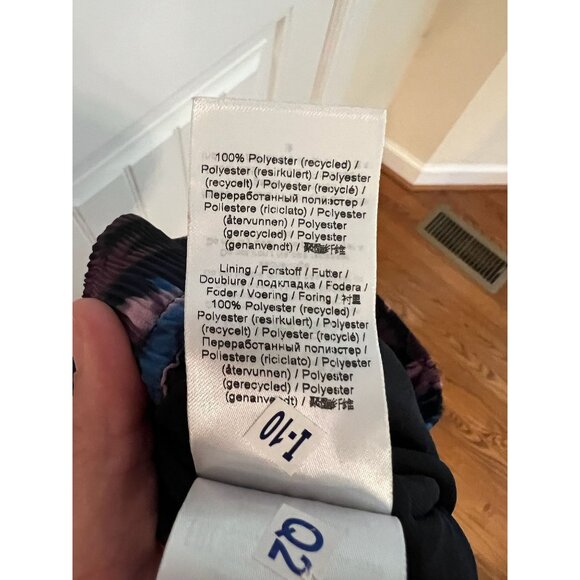 100% Polyester (recycled) /
Polyester (resirkulert) / Polyester
(recycelt) / Polyester (recyclé) /
Переработанный полиэстер /
Poliestere (riciclato) / Polyester
(återvunnen) / Polyester
(gerecycled) / Polyester
(genanvendt) / 聚酯纤维
Lining / Forstoff / Futter /
Doublure / подкладка / Fodera /
Foder / Voering / Foring / 衬里
100% Polyester (recycled) /
Polyester (resirkulert) / Polyester
(recycelt) / Polyester (recyclé) /
Переработанный полиэстер /
Poliestere (riciclato) / Polyester
(återvunnen) / Polyester
(gerecycled) / Polyester
(genanvendt) / 聚酯纤维
I-10
Q2